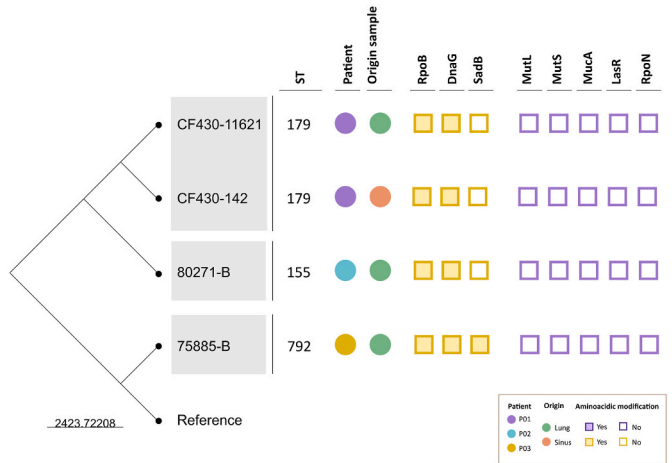 ST Patient Origin sample RpoB DnaG SadB MutL MutS MucA LasR RpoN
CF430-11621 179
CF430-142 179
80271-B 155
75885-B 792
Reference
2423.72208
Patient Origin Aminoacidic modification
P01 Lung Yes No
P02 Sinus Yes No
P03